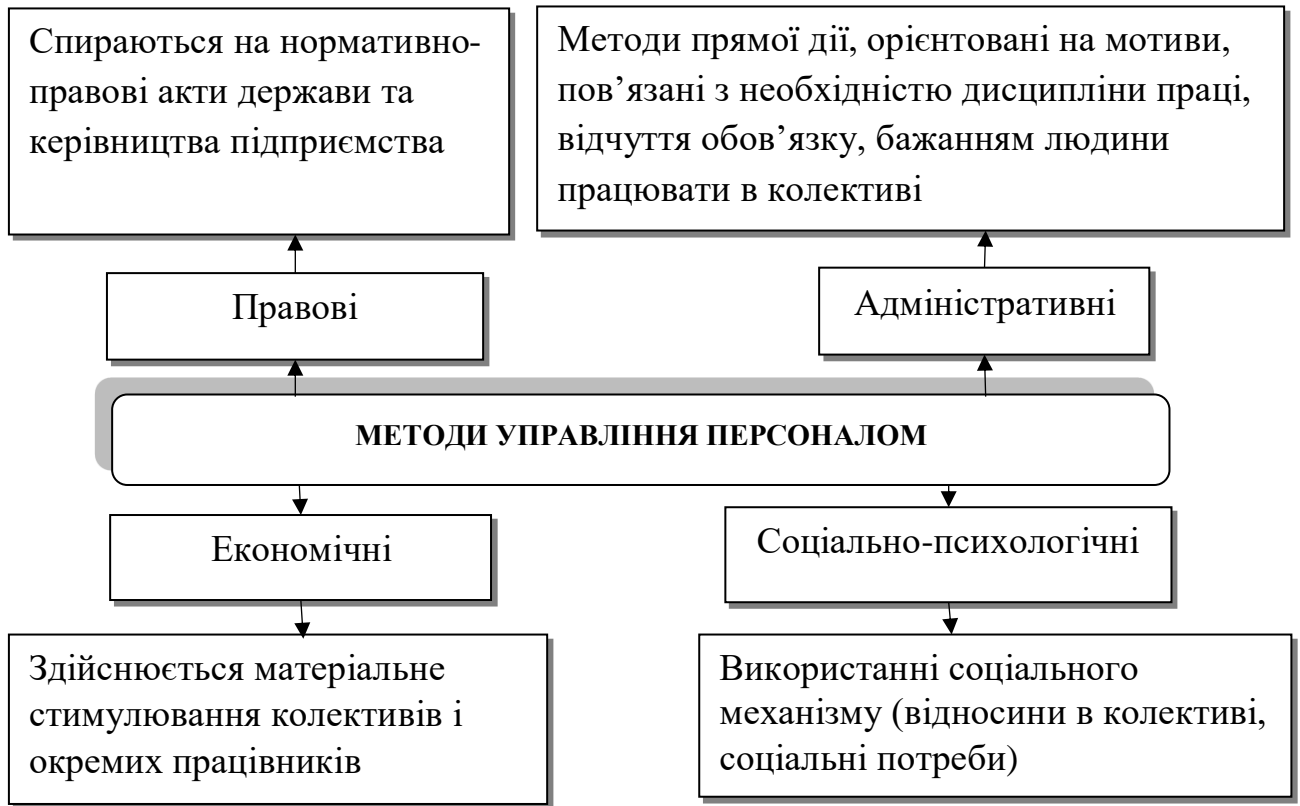 Спираються на нормативно-
правові акти держави та
керівництва підприємства
Методи прямої дії, орієнтовані на мотиви,
пов’язані з необхідністю дисципліни праці,
відчуття обов’язку, бажанням людини
працювати в колективі
Правові
Адміністративні
МЕТОДИ УПРАВЛІННЯ ПЕРСОНАЛОМ
Економічні
Соціально-психологічні
Здійснюється матеріальне
стимулювання колективів і
окремих працівників
Використанні соціального
механізму (відносини в колективі,
соціальні потреби)